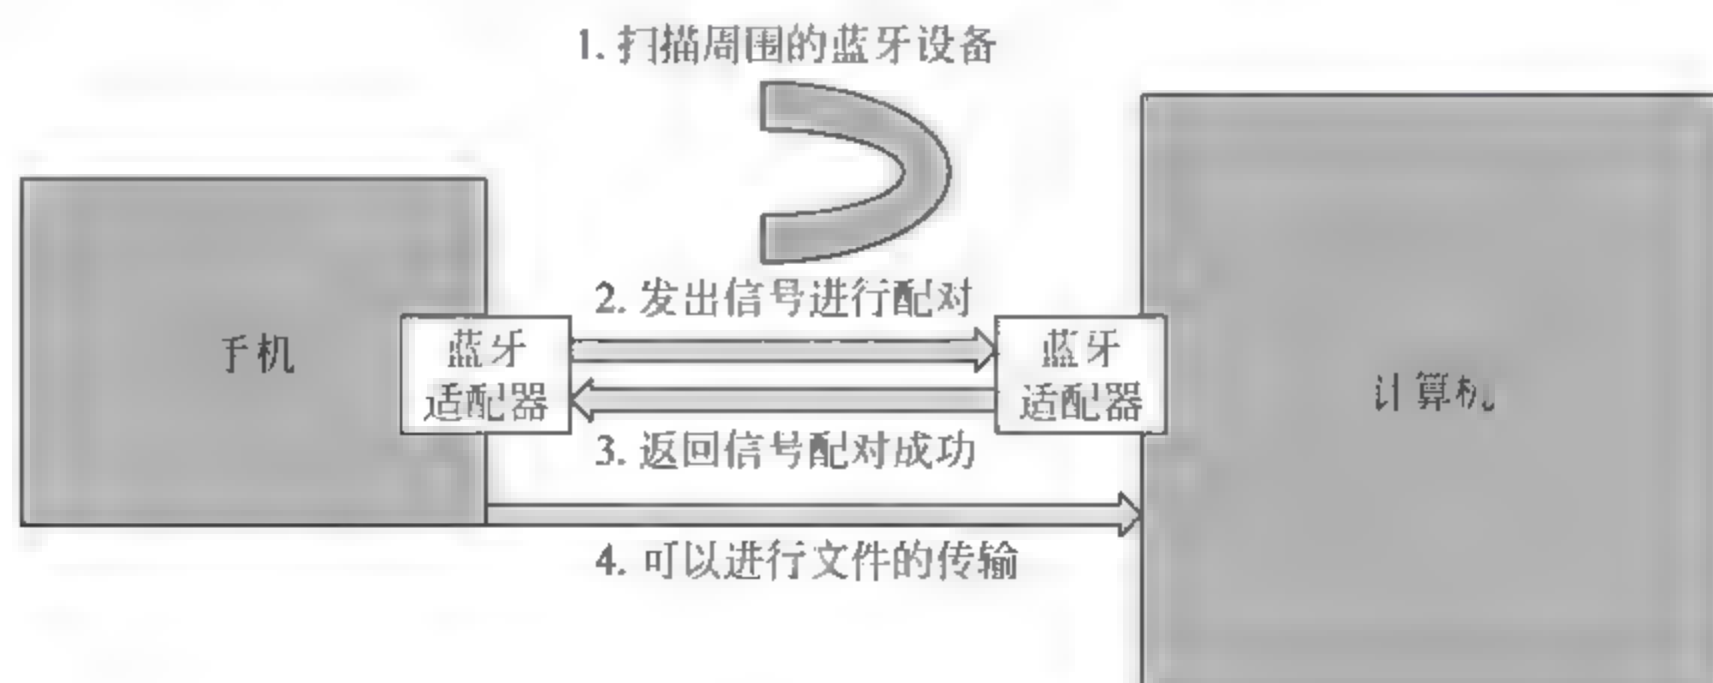 1. 扫描周围的蓝牙设备
2. 发出信号进行配对
手机
蓝牙
适配器
蓝牙
适配器
计算机
3. 返回信号配对成功
4. 可以进行文件的传输